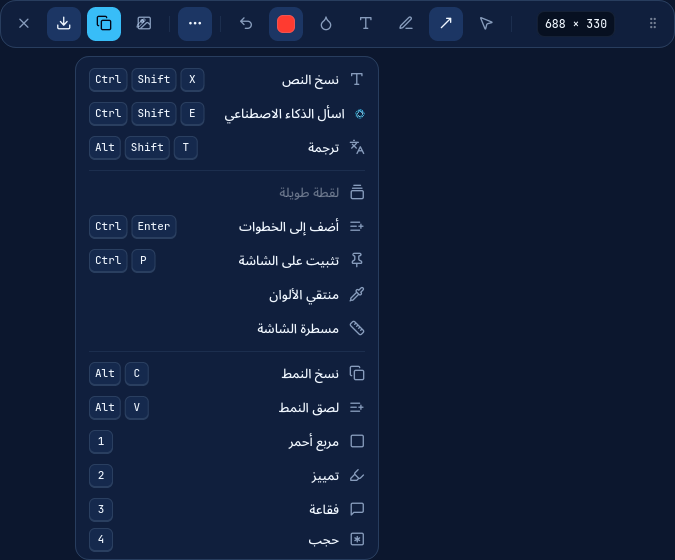 688 × 330
نسخ النص Ctrl Shift X
اسأل الذكاء الاصطناعي Ctrl Shift E
ترجمة Alt Shift T
لقطة طويلة
أضف إلى الخطوات Ctrl Enter
تثبيت على الشاشة Ctrl P
منتقي الألوان
مسطرة الشاشة
نسخ النمط Alt C
لصق النمط Alt V
مربع أحمر 1
تمييز 2
فقاعة 3
حجب 4